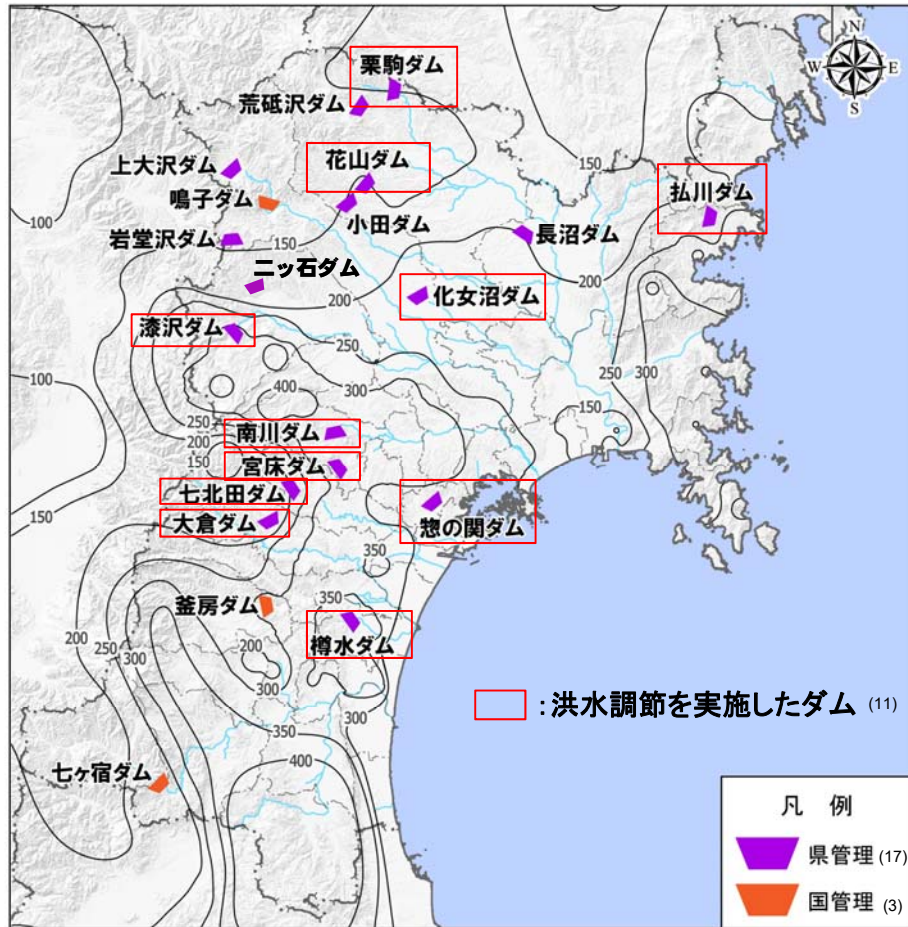 N
W
E
S
栗駒ダム
荒砥沢ダム
150
花山ダム
上大沢ダム
払川ダム
鳴子ダム
100
小田ダム
長沼ダム
岩堂沢ダム
150
200
二ッ石ダム
200
化女沼ダム
漆沢ダム
250
250
300
100
400
300
150
250
南川ダム
200
150
宮床ダム
七北田ダム
150
大倉ダム
惣の関ダム
350
釜房ダム
350
200
樽水ダム
200
250
300
300
:洪水調節を実施したダム (11)
300
350
400
七ヶ宿ダム
凡 例
県管理 (17)
国管理 (3)